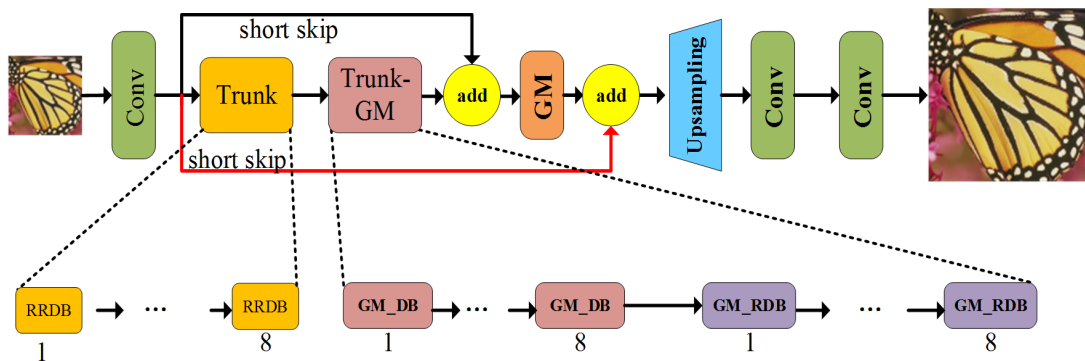 short skip
Conv
Trunk
Trunk-
GM
add
GM
add
Upsampling
Conv
Conv
short skip
RRDB
...
RRDB
GM_DB
...
GM_DB
GM_RDB
...
GM_RDB
1
8
1
8
1
8